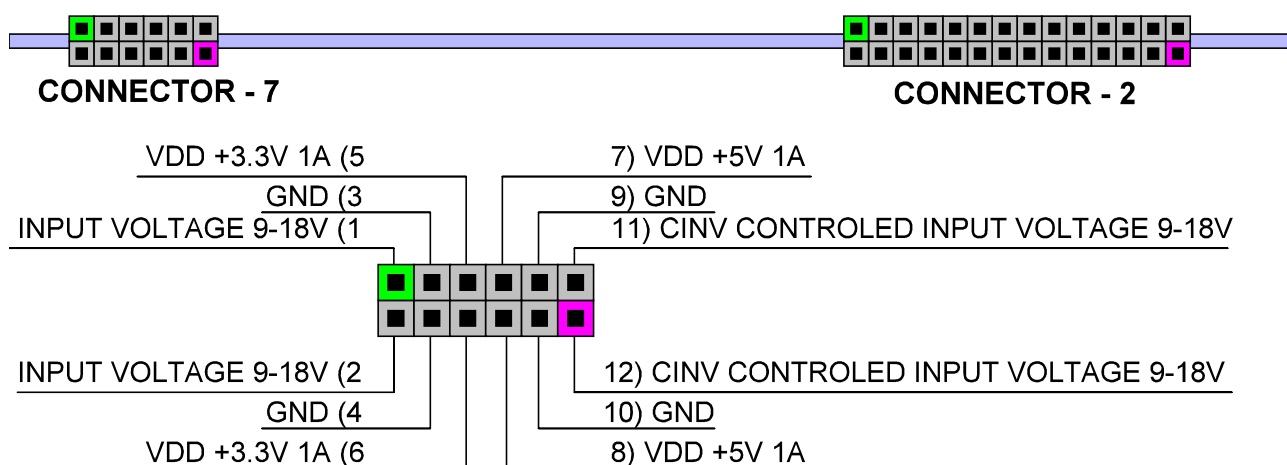 CONNECTOR - 7
CONNECTOR - 2
VDD +3.3V 1A (5
7) VDD +5V 1A
GND (3
9) GND
INPUT VOLTAGE 9-18V (1
11) CINV CONTROLED INPUT VOLTAGE 9-18V
INPUT VOLTAGE 9-18V (2
12) CINV CONTROLED INPUT VOLTAGE 9-18V
GND (4
10) GND
VDD +3.3V 1A (6
8) VDD +5V 1A